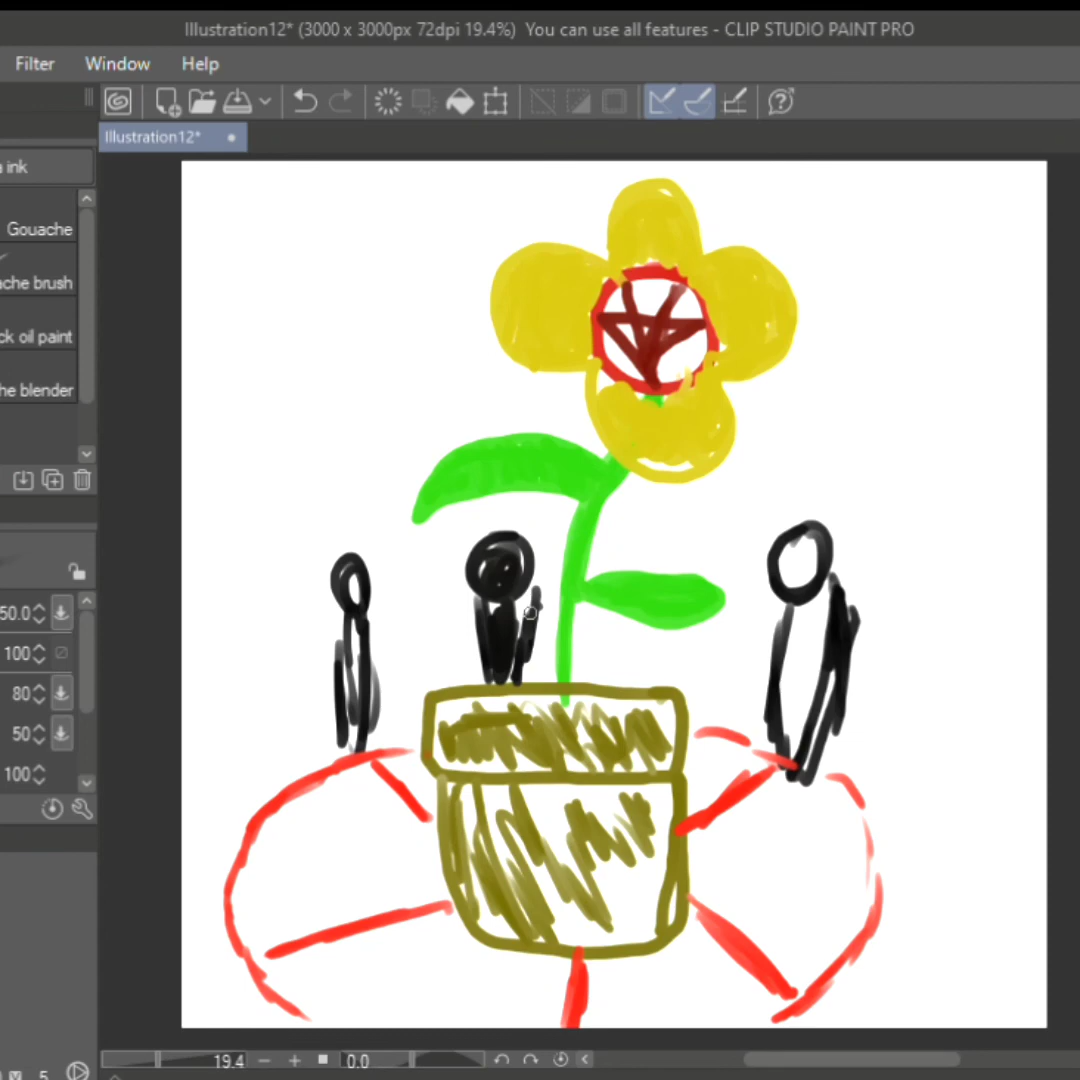 Illustration12* (3000 x 3000px 72dpi 19.4%) You can use all features - CLIP STUDIO PAINT PRO
Filter Window Help
Illustration12*
ink
Gouache
ache brush
ck oil paint
he blender
50.0
100
80
50
100
19.4 0.0
5